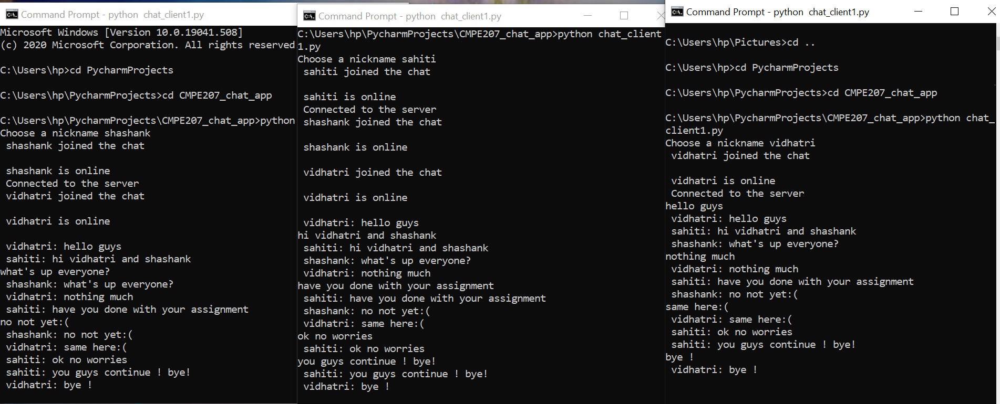 Command Prompt - python  chat_client1.py
Microsoft Windows [Version 10.0.19041.508]
(c) 2020 Microsoft Corporation. All rights reserved
C:\Users\hp>cd PycharmProjects
C:\Users\hp\PycharmProjects>cd CMPE207_chat_app
C:\Users\hp\PycharmProjects\CMPE207_chat_app>python
Choose a nickname shashank
 shashank joined the chat
 shashank is online
 Connected to the server
 vidhatri joined the chat
 vidhatri is online
 vidhatri: hello guys
 sahiti: hi vidhatri and shashank
what's up everyone?
 shashank: what's up everyone?
 vidhatri: nothing much
 sahiti: have you done with your assignment
no not yet:(
 shashank: no not yet:(
 vidhatri: same here:(
 sahiti: ok no worries
 sahiti: you guys continue ! bye!
 vidhatri: bye !
Command Prompt - python  chat_client1.py
C:\Users\hp\PycharmProjects\CMPE207_chat_app>python chat_client
1.py
Choose a nickname sahiti
 sahiti joined the chat
 sahiti is online
 Connected to the server
 shashank joined the chat
 shashank is online
 vidhatri joined the chat
 vidhatri is online
 vidhatri: hello guys
hi vidhatri and shashank
 sahiti: hi vidhatri and shashank
 shashank: what's up everyone?
 vidhatri: nothing much
have you done with your assignment
 sahiti: have you done with your assignment
 shashank: no not yet:(
 vidhatri: same here:(
ok no worries
 sahiti: ok no worries
you guys continue ! bye!
 sahiti: you guys continue ! bye!
 vidhatri: bye !
Command Prompt - python  chat_client1.py
C:\Users\hp\Pictures>cd ..
C:\Users\hp>cd PycharmProjects
C:\Users\hp\PycharmProjects>cd CMPE207_chat_app
C:\Users\hp\PycharmProjects\CMPE207_chat_app>python chat_
client1.py
Choose a nickname vidhatri
 vidhatri joined the chat
 vidhatri is online
 Connected to the server
hello guys
 vidhatri: hello guys
 sahiti: hi vidhatri and shashank
 shashank: what's up everyone?
nothing much
 vidhatri: nothing much
 sahiti: have you done with your assignment
 shashank: no not yet:(
same here:(
 vidhatri: same here:(
 sahiti: ok no worries
 sahiti: you guys continue ! bye!
bye !
 vidhatri: bye !